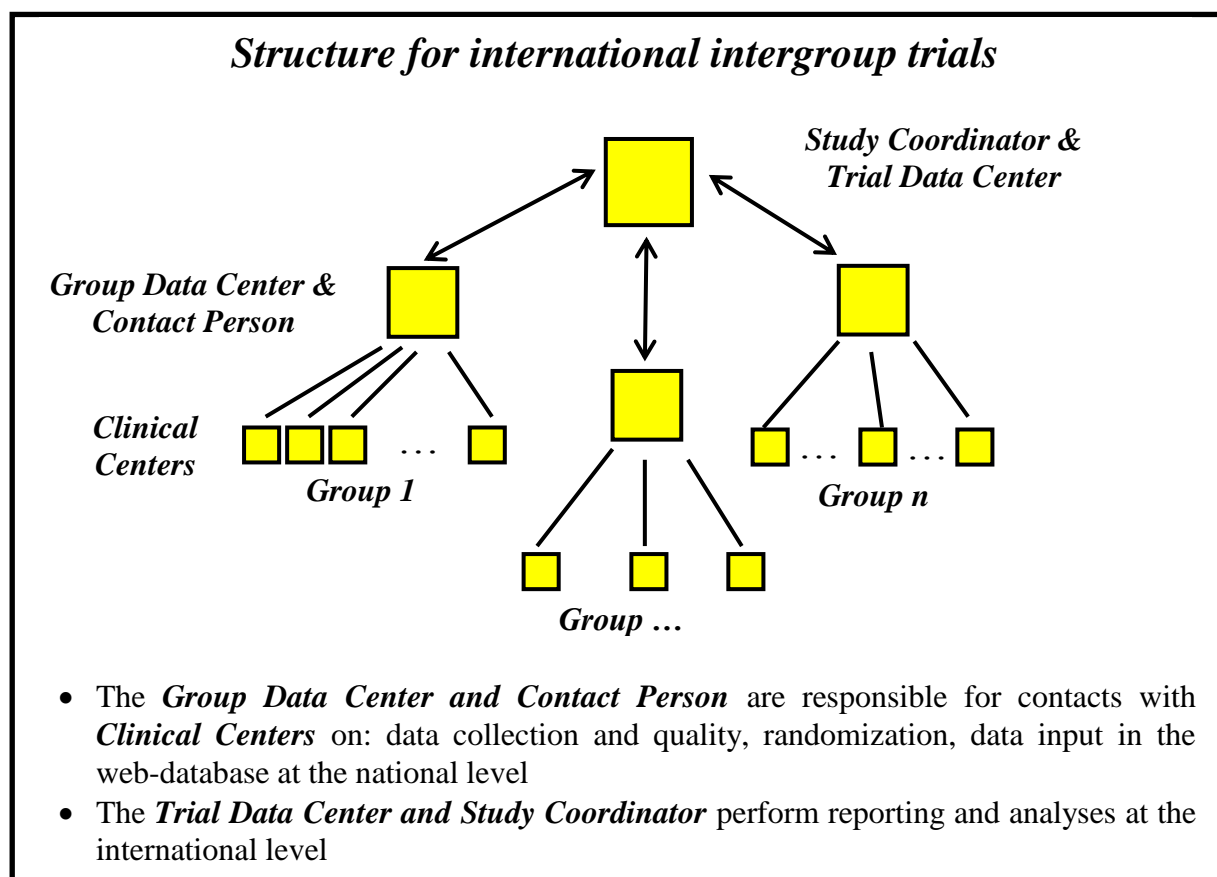 Structure for international intergroup trials
Study Coordinator &
Trial Data Center
Group Data Center &
Contact Person
Clinical
Centers
…
Group 1
… …
Group n
Group …
• The Group Data Center and Contact Person are responsible for contacts with
Clinical Centers on: data collection and quality, randomization, data input in the
web-database at the national level
• The Trial Data Center and Study Coordinator perform reporting and analyses at the
international level